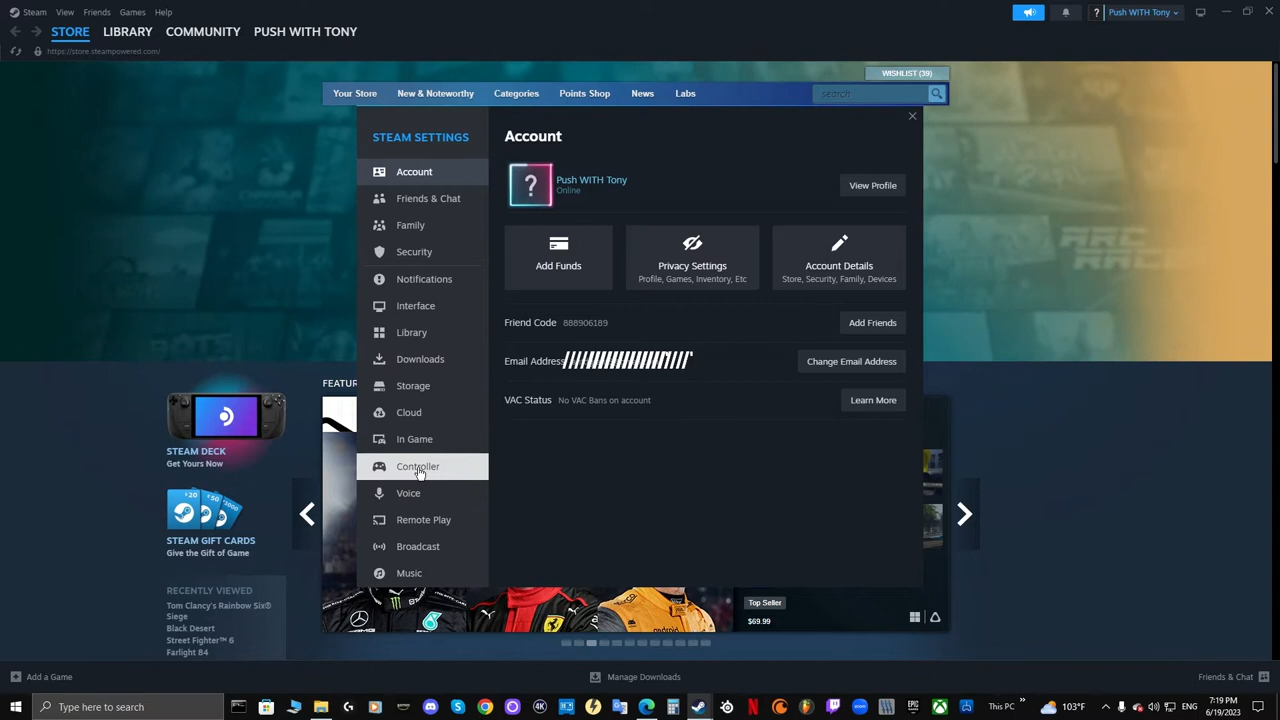 Steam View Friends Games Help
Push WITH Tony
STORE LIBRARY COMMUNITY PUSH WITH TONY
https://store.steampowered.com/
WISHLIST (39)
Your Store New & Noteworthy Categories Points Shop News Labs
search
STEAM SETTINGS
Account
Friends & Chat
Family
Security
Notifications
Interface
Library
Downloads
Storage
Cloud
In Game
Controller
Voice
Remote Play
Broadcast
Music
Account
?
Push WITH Tony
Online
View Profile
Add Funds
Privacy Settings
Profile, Games, Inventory, Etc
Account Details
Store, Security, Family, Devices
Friend Code 888906189
Add Friends
Email Address
Change Email Address
VAC Status No VAC Bans on account
Learn More
ARC
FEATU
STEAM DECK
Get Yours Now
$20 $50
STEAM GIFT CARDS
Give the Gift of Game
RECENTLY VIEWED
Tom Clancy's Rainbow Six®
Siege
Black Desert
Street Fighter™ 6
Farlight 84
Top Seller
$69.99
Add a Game
Manage Downloads
Friends & Chat
Type here to search
4K
EPIC
GAMES
This PC
103°F
ENG
7:19 PM
6/19/2023